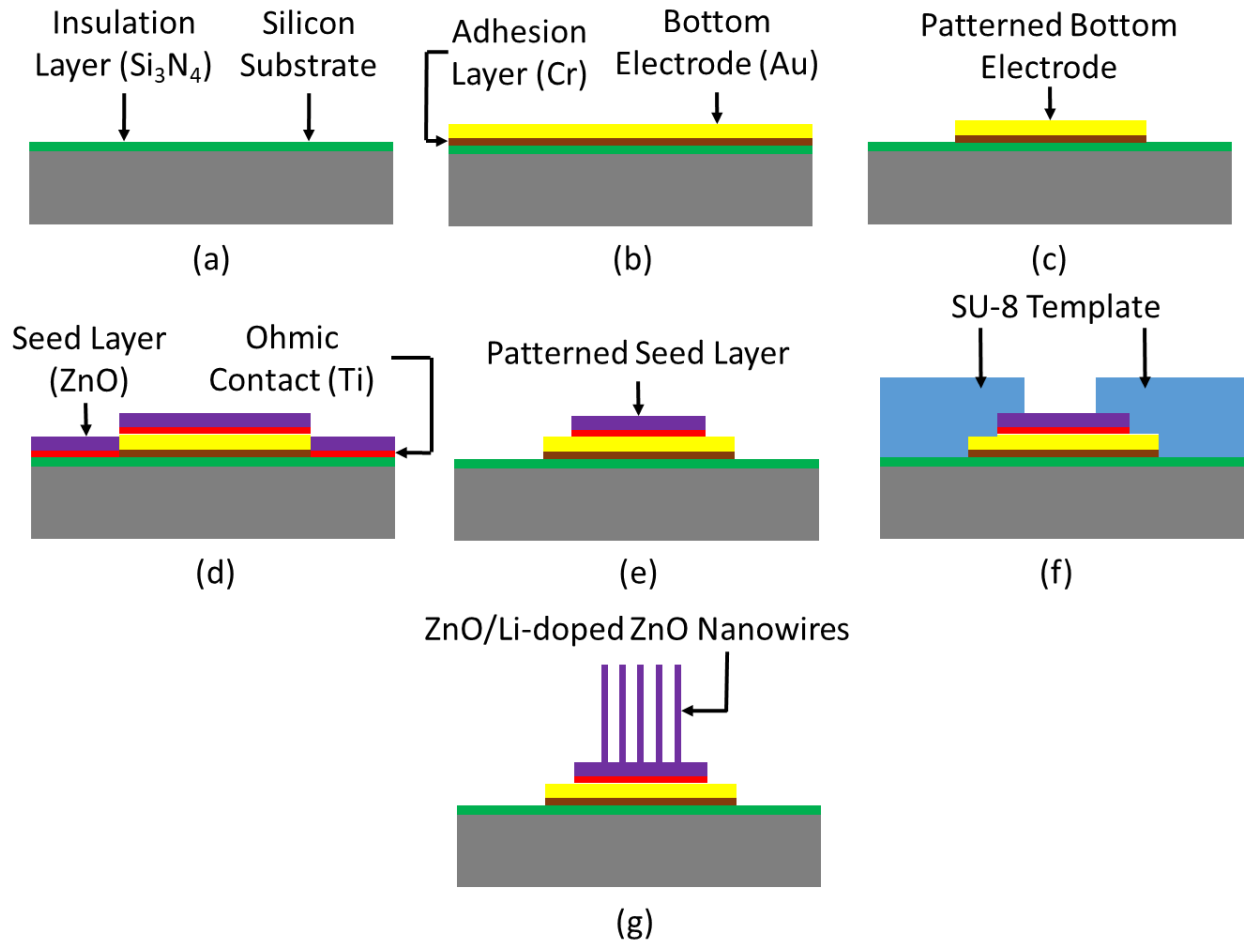 Insulation
Layer (Si₃N₄)
Silicon
Substrate
Adhesion
Layer (Cr)
Bottom
Electrode (Au)
Patterned Bottom
Electrode
(a)
(b)
(c)
Seed Layer
(ZnO)
Ohmic
Contact (Ti)
Patterned Seed Layer
SU-8 Template
(d)
(e)
(f)
ZnO/Li-doped ZnO Nanowires
(g)